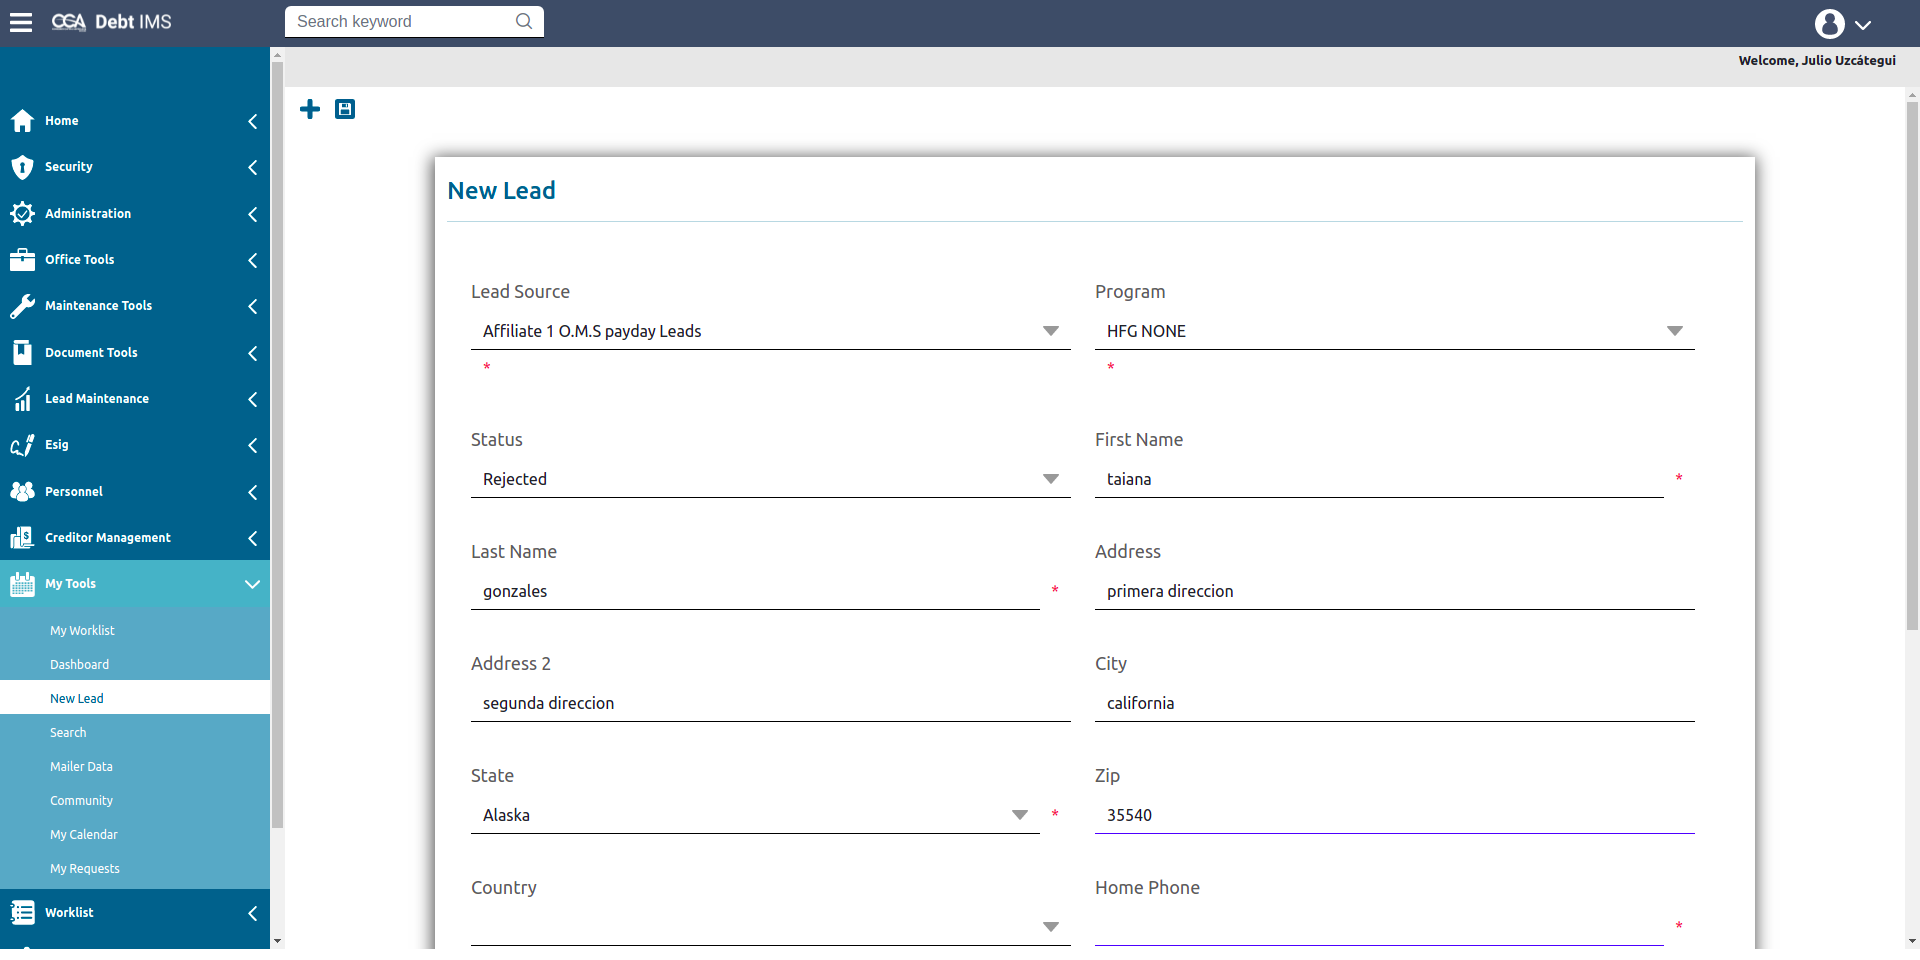 CGA Debt IMS
Search keyword
Welcome, Julio Uzcátegui
Home
Security
Administration
Office Tools
Maintenance Tools
Document Tools
Lead Maintenance
Esig
Personnel
Creditor Management
My Tools
My Worklist
Dashboard
New Lead
Search
Mailer Data
Community
My Calendar
My Requests
Worklist
New Lead
Lead Source
Affiliate 1 O.M.S payday Leads
*
Program
HFG NONE
*
Status
Rejected
First Name
taiana *
Last Name
gonzales *
Address
primera direccion
Address 2
segunda direccion
City
california
State
Alaska *
Zip
35540
Country
Home Phone
*